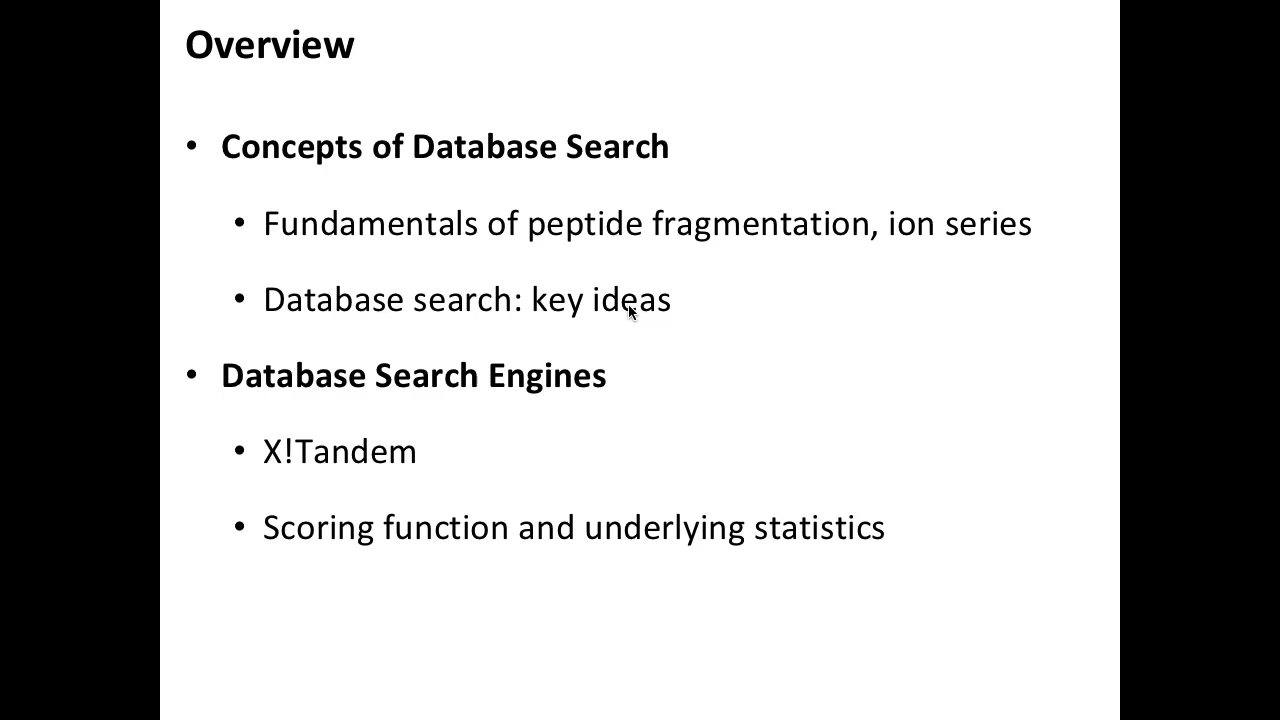 Overview
• Concepts of Database Search
• Fundamentals of peptide fragmentation, ion series
• Database search: key ideas
• Database Search Engines
• X!Tandem
• Scoring function and underlying statistics